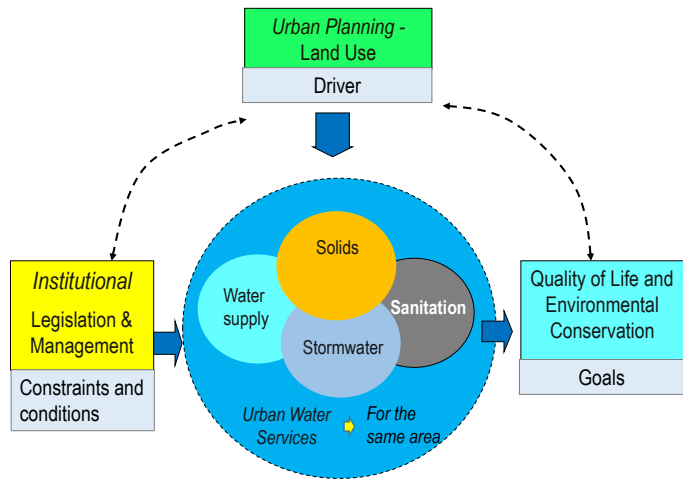 Urban Planning -
Land Use
Driver
Institutional
Legislation &
Management
Constraints and
conditions
Solids
Water
supply
Sanitation
Stormwater
Urban Water
Services
For the
same area
Quality of Life and
Environmental
Conservation
Goals